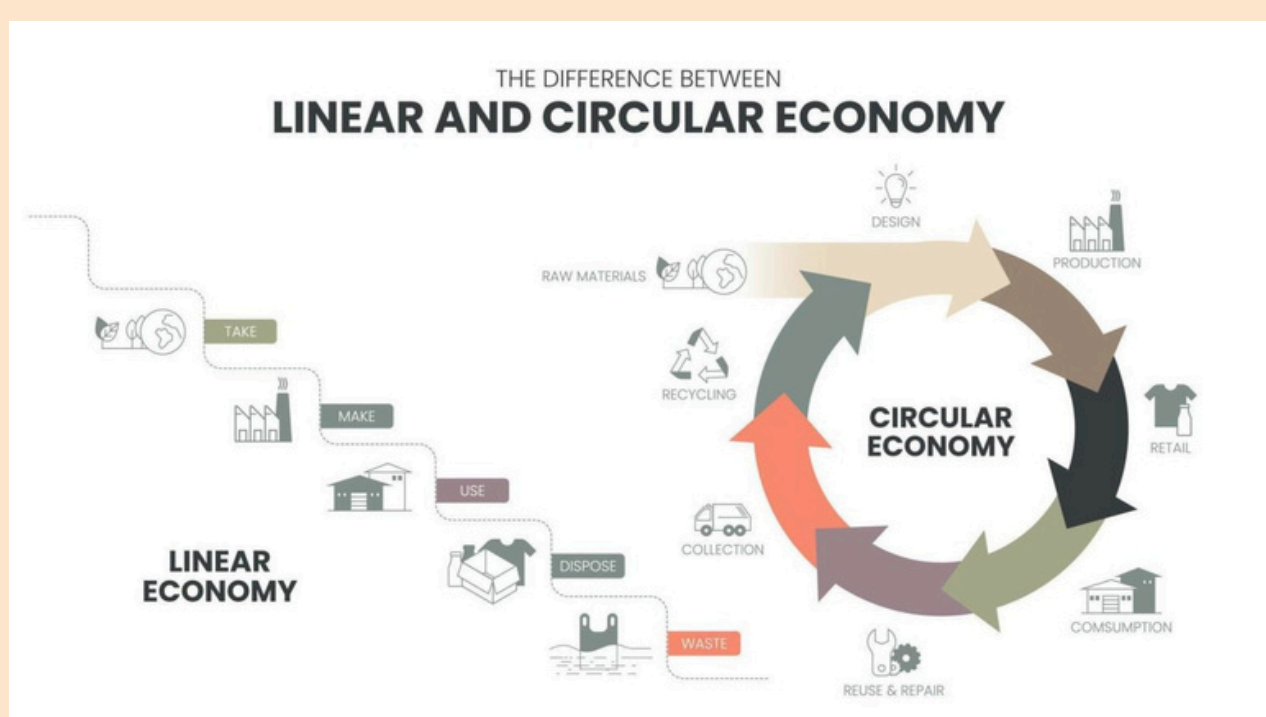 THE DIFFERENCE BETWEEN
LINEAR AND CIRCULAR ECONOMY
TAKE
MAKE
USE
DISPOSE
WASTE
LINEAR
ECONOMY
RAW MATERIALS
DESIGN
PRODUCTION
RETAIL
COMSUMPTION
REUSE & REPAIR
COLLECTION
RECYCLING
CIRCULAR
ECONOMY